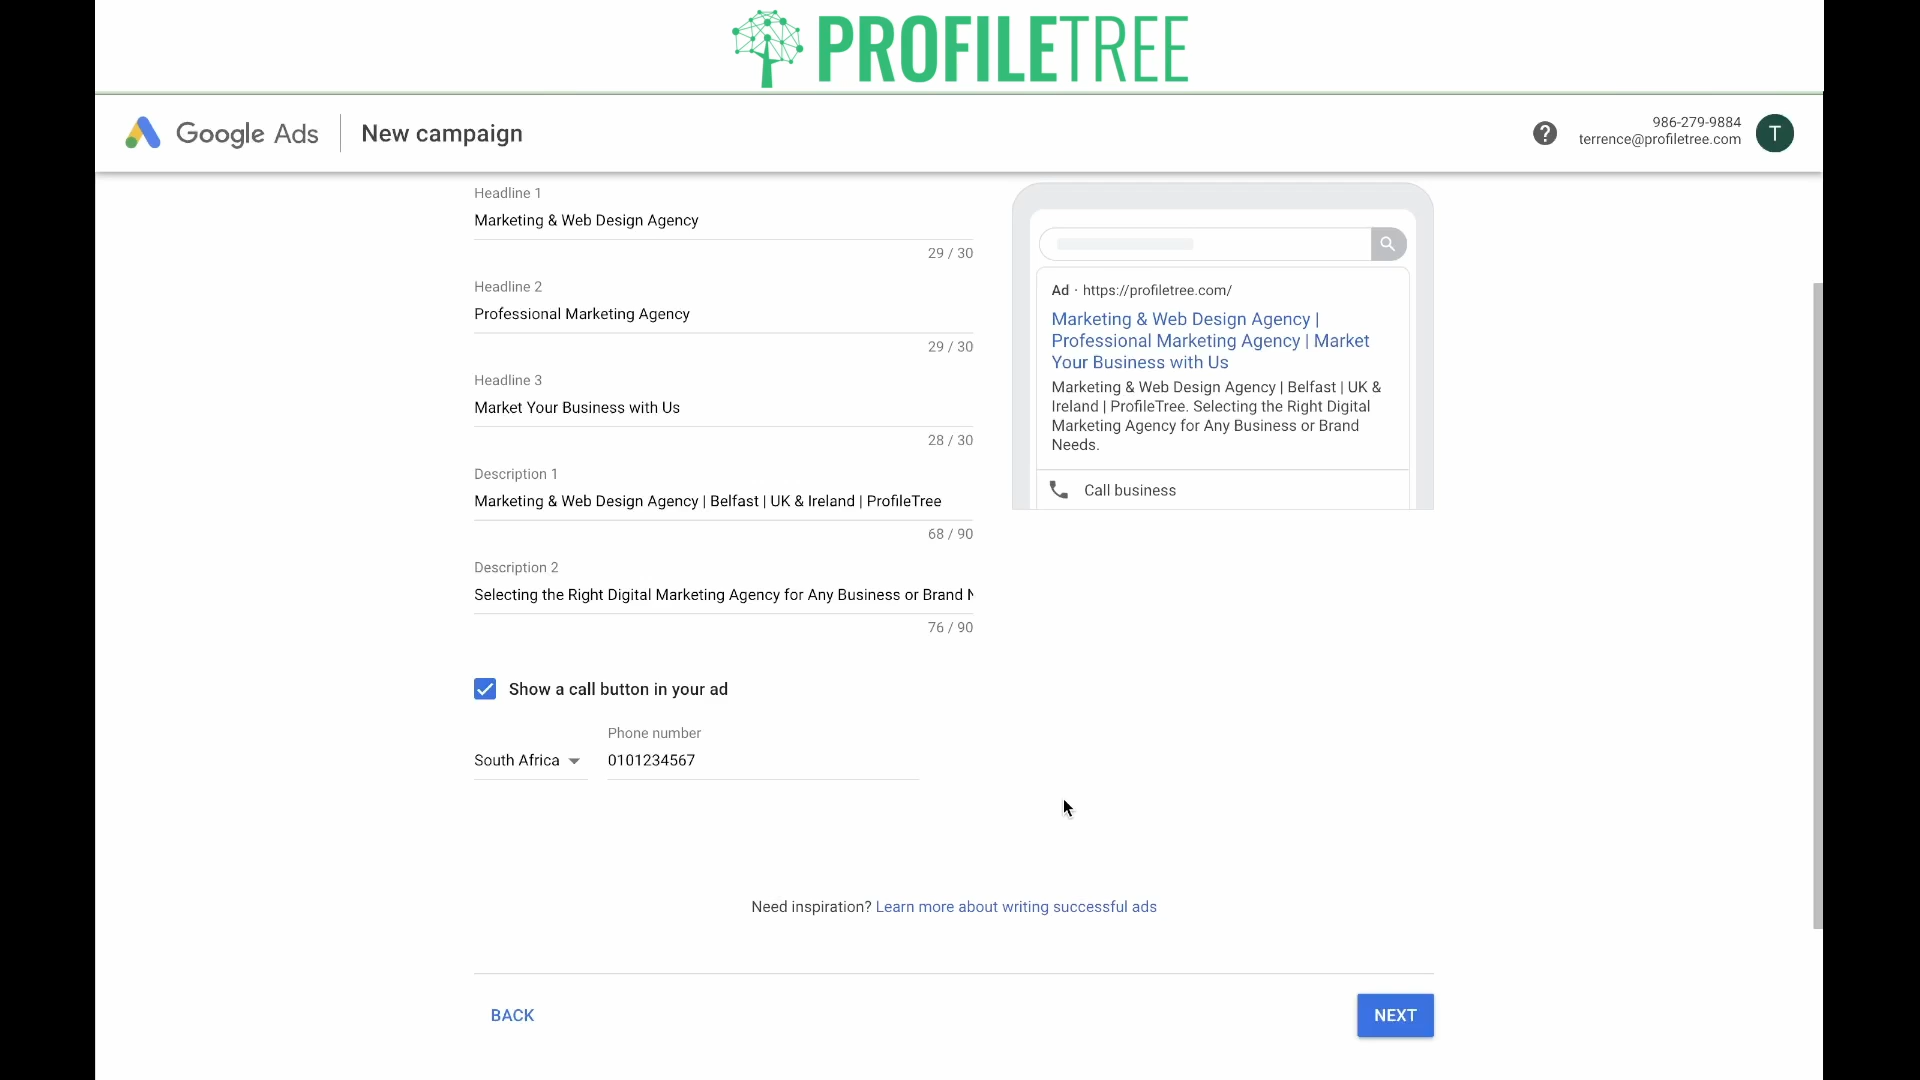 PROFILETREE
Google Ads
New campaign
?
986-279-9884
terrence@profiletree.com
T
Headline 1
Marketing & Web Design Agency
29 / 30
Headline 2
Professional Marketing Agency
29 / 30
Headline 3
Market Your Business with Us
28 / 30
Description 1
Marketing & Web Design Agency | Belfast | UK & Ireland | ProfileTree
68 / 90
Description 2
Selecting the Right Digital Marketing Agency for Any Business or Brand N
76 / 90
Show a call button in your ad
Phone number
South Africa
0101234567
Ad · https://profiletree.com/
Marketing & Web Design Agency |
Professional Marketing Agency | Market
Your Business with Us
Marketing & Web Design Agency | Belfast | UK &
Ireland | ProfileTree. Selecting the Right Digital
Marketing Agency for Any Business or Brand
Needs.
Call business
Need inspiration? Learn more about writing successful ads
BACK
NEXT